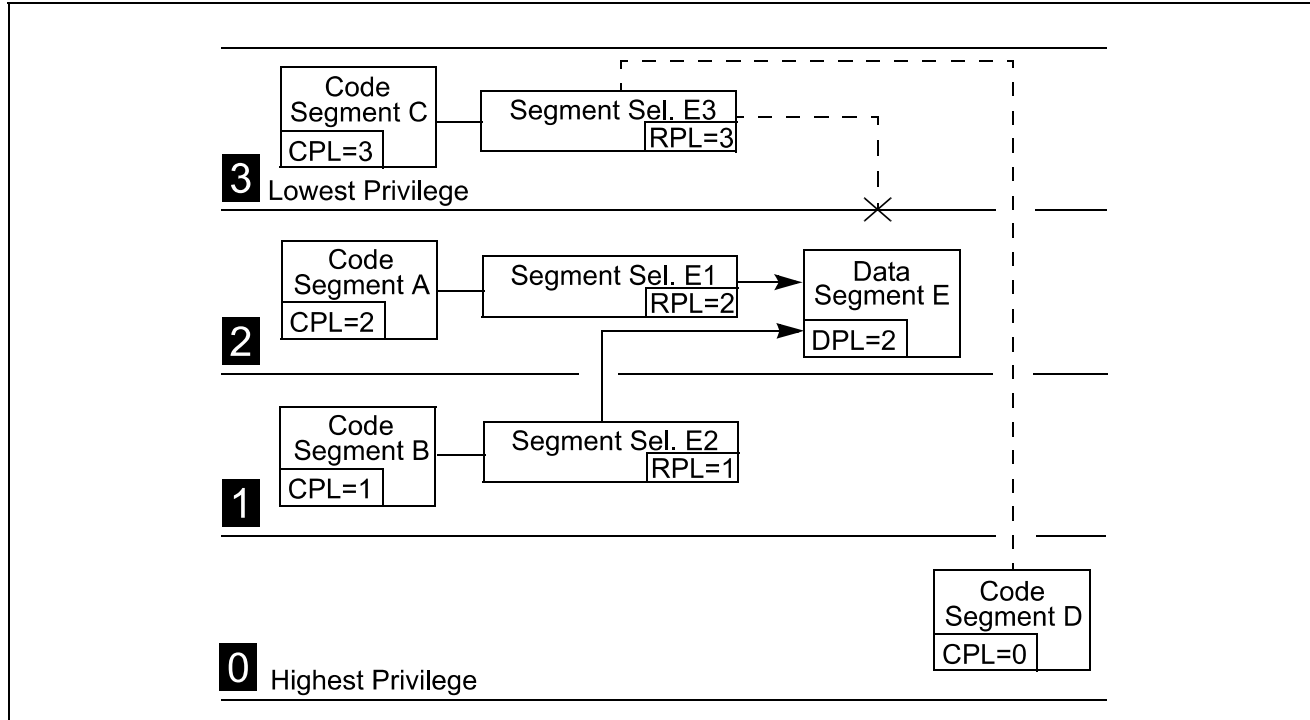 Code
Segment C
CPL=3
Segment Sel. E3
RPL=3
3
Lowest Privilege
Code
Segment A
CPL=2
Segment Sel. E1
RPL=2
Data
Segment E
DPL=2
2
Code
Segment B
CPL=1
Segment Sel. E2
RPL=1
1
Code
Segment D
CPL=0
0
Highest Privilege